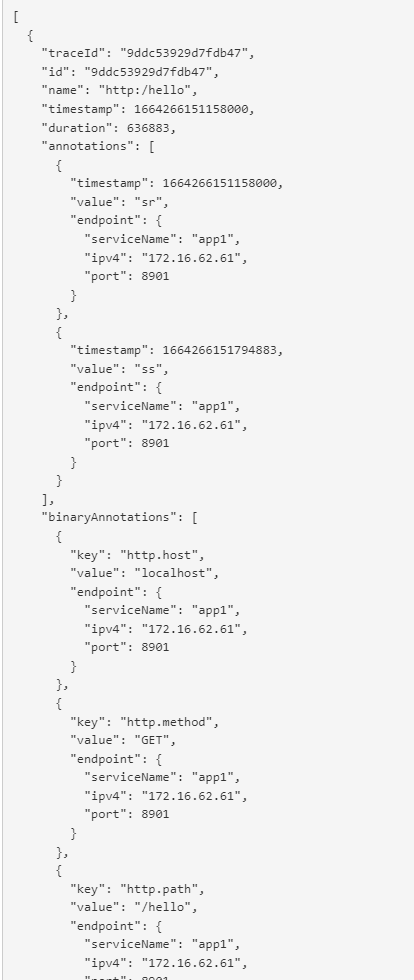 [
  {
    "traceId": "9ddc53929d7fdb47",
    "id": "9ddc53929d7fdb47",
    "name": "http:/hello",
    "timestamp": 1664266151158000,
    "duration": 636883,
    "annotations": [
      {
        "timestamp": 1664266151158000,
        "value": "sr",
        "endpoint": {
          "serviceName": "app1",
          "ipv4": "172.16.62.61",
          "port": 8901
        }
      },
      {
        "timestamp": 1664266151794883,
        "value": "ss",
        "endpoint": {
          "serviceName": "app1",
          "ipv4": "172.16.62.61",
          "port": 8901
        }
      }
    ],
    "binaryAnnotations": [
      {
        "key": "http.host",
        "value": "localhost",
        "endpoint": {
          "serviceName": "app1",
          "ipv4": "172.16.62.61",
          "port": 8901
        }
      },
      {
        "key": "http.method",
        "value": "GET",
        "endpoint": {
          "serviceName": "app1",
          "ipv4": "172.16.62.61",
          "port": 8901
        }
      },
      {
        "key": "http.path",
        "value": "/hello",
        "endpoint": {
          "serviceName": "app1",
          "ipv4": "172.16.62.61",
          "port": 8901